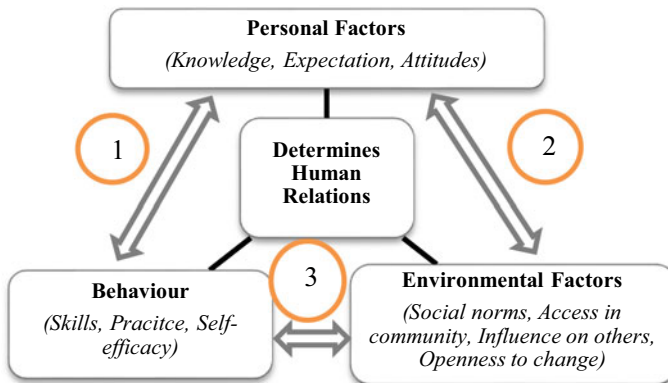 Personal Factors
(Knowledge, Expectation, Attitudes)
1
2
Determines
Human
Relations
3
Behaviour
(Skills, Pracitce, Self-
efficacy)
Environmental Factors
(Social norms, Access in
community, Influence on others,
Openness to change)